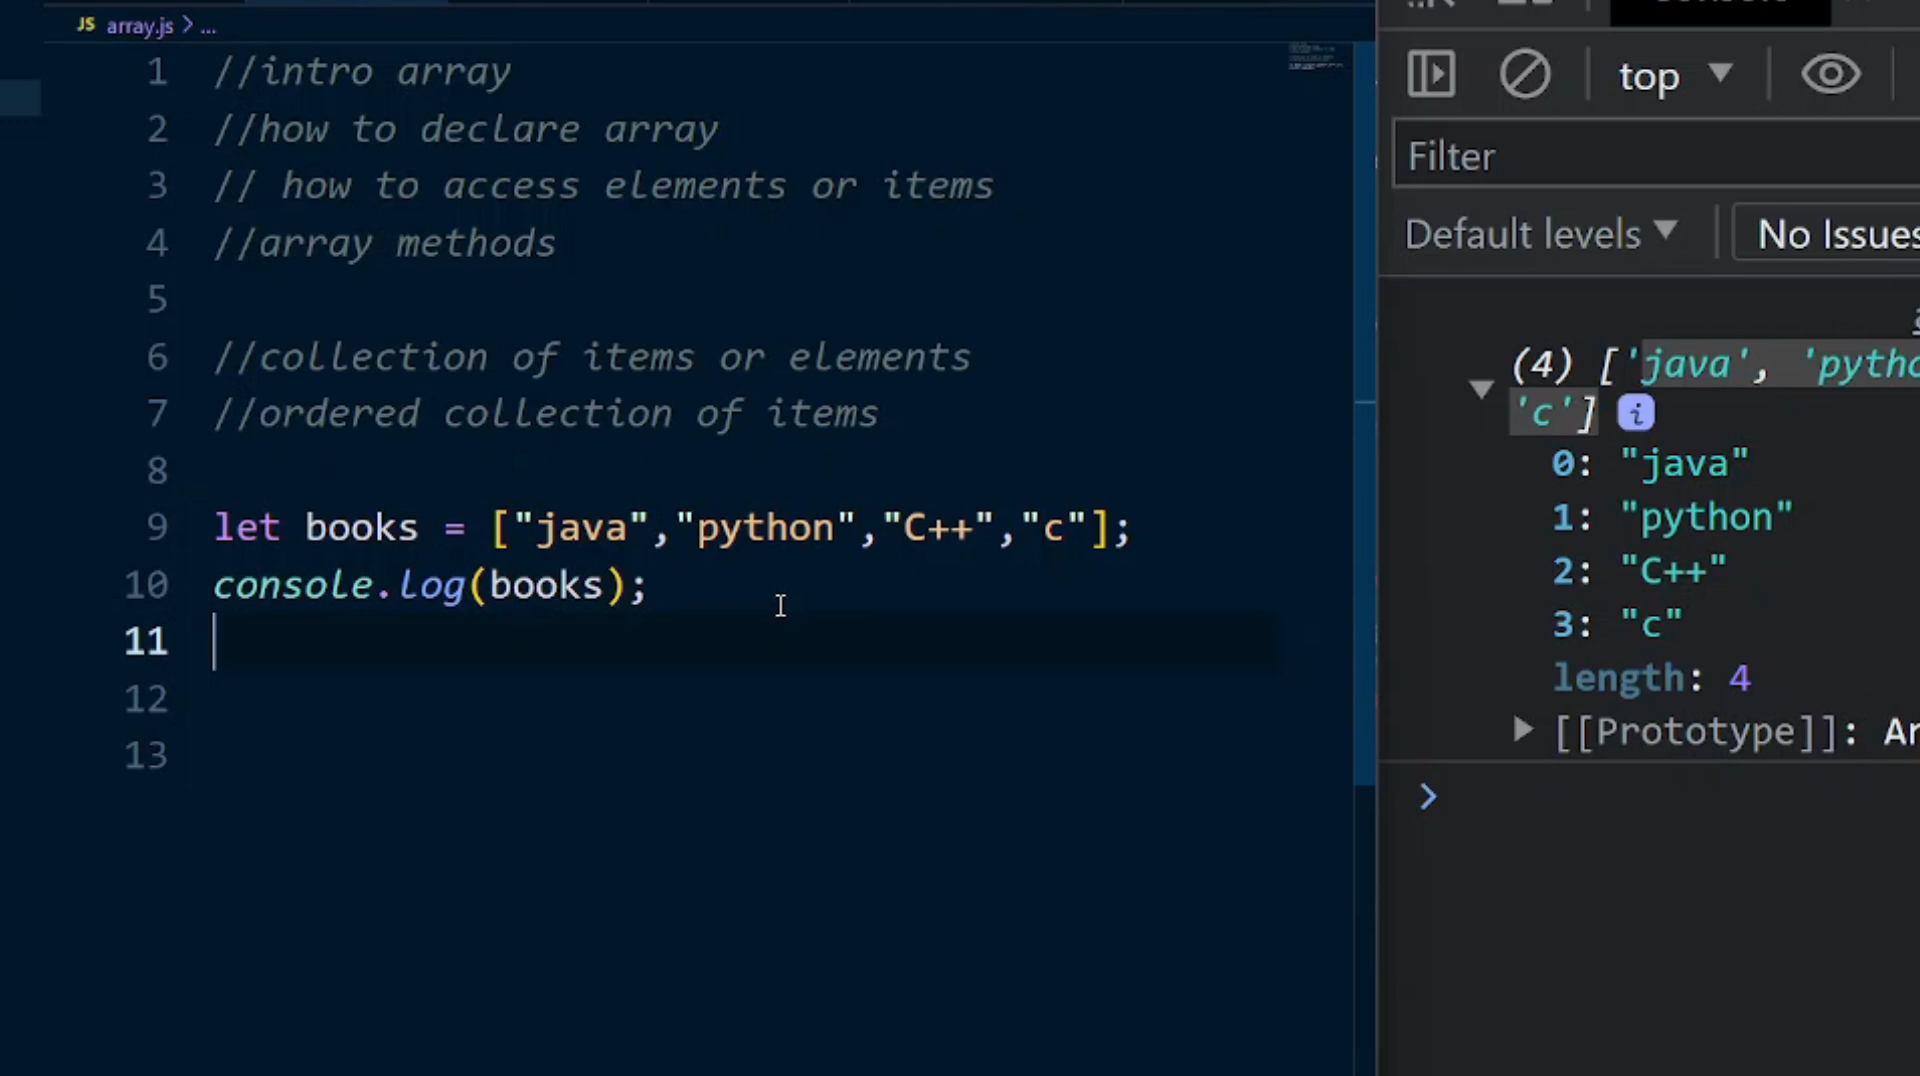 JS array.js > ...
1 //intro array
2 //how to declare array
3 // how to access elements or items
4 //array methods
5
6 //collection of items or elements
7 //ordered collection of items
8
9 let books = ["java","python","C++","c"];
10 console.log(books);
11
12
13
top
Filter
Default levels
No Issues
(4) ['java', 'pytho
'c'] i
0: "java"
1: "python"
2: "C++"
3: "c"
length: 4
[[Prototype]]: Ar